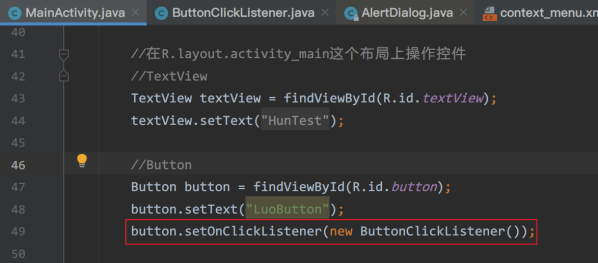 MainActivity.java ButtonClickListener.java AlertDialog.java context_menu.xm
40
41 //在R.layout.activity_main这个布局上操作控件
42 //TextView
43 TextView textView = findViewById(R.id.textView);
44 textView.setText("HunTest");
45
46 //Button
47 Button button = findViewById(R.id.button);
48 button.setText("LuoButton");
49 button.setOnClickListener(new ButtonClickListener());
50